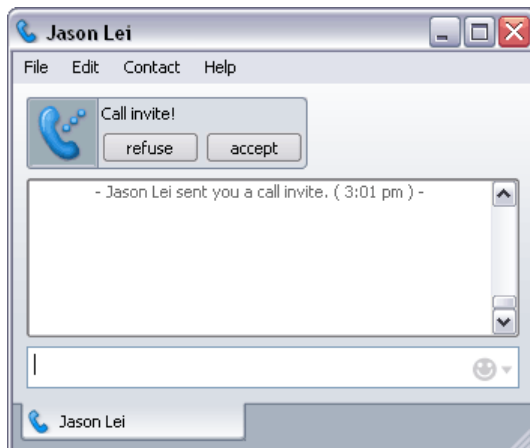 Jason Lei
File Edit Contact Help
Call invite!
refuse accept
- Jason Lei sent you a call invite. ( 3:01 pm ) -
Jason Lei